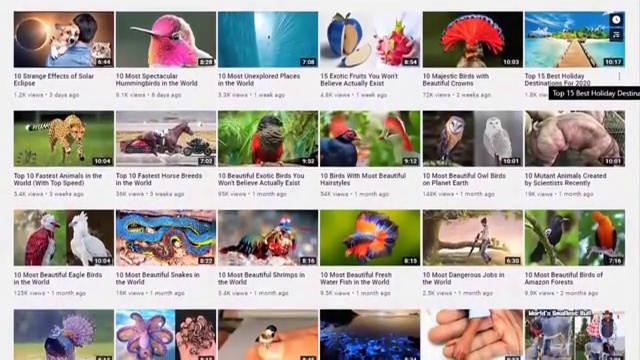 6:44
8:28
7:08
8:54
10:03
10:17
10 Strange Effects of Solar
Eclipse
1.2K views • 3 days ago
10 Most Spectacular
Hummingbirds in the World
9.1K views • 6 days ago
10 Most Unexplored Places
in the World
3.3K views • 1 week ago
15 Exotic Fruits You Won't
Believe Actually Exist
4.8K views • 1 week ago
10 Majestic Birds with
Beautiful Crowns
72K views • 2 weeks ago
Top 15 Best Holiday
Destinations For 2020
Top 15 Best Holiday Destina
10:04
7:02
9:52
9:12
10:01
10:01
Top 10 Fastest Animals in the
World (With Top Speed)
5.4K views • 3 weeks ago
Top 10 Fastest Horse Breeds
in the World
36K views • 3 weeks ago
10 Beautiful Exotic Birds You
Won't Believe Actually Exist
95K views • 1 month ago
10 Birds With Most Beautiful
Hairstyles
54K views • 1 month ago
10 Most Beautiful Owl Birds
on Planet Earth
148K views • 1 month ago
10 Mutant Animals Created
by Scientists Recently
19K views • 1 month ago
10:04
9:22
8:16
8:15
6:30
7:16
10 Most Beautiful Eagle Birds
in the World
125K views • 1 month ago
10 Most Beautiful Snakes in
the World
16K views • 1 month ago
10 Most Beautiful Shrimps in
the World
3.4K views • 1 month ago
10 Most Beautiful Fresh
Water Fish in the World
9K views • 1 month ago
10 Most Dangerous Jobs in
the World
2.5K views • 1 month ago
10 Most Beautiful Birds of
Amazon Forests
9.9K views • 2 months ago
World's Smallest Bull